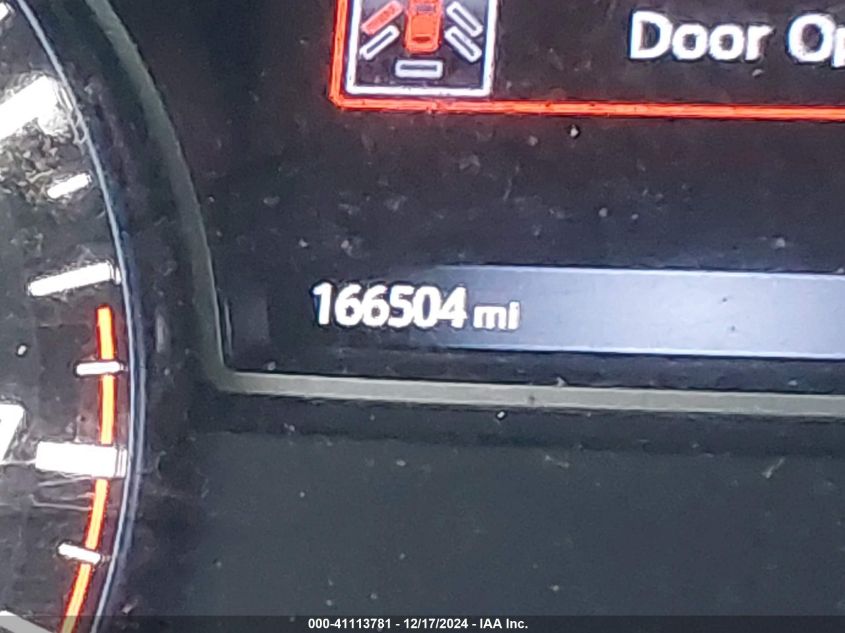 Door Op
166504 mi
000-41113781 - 12/17/2024 - IAA Inc.